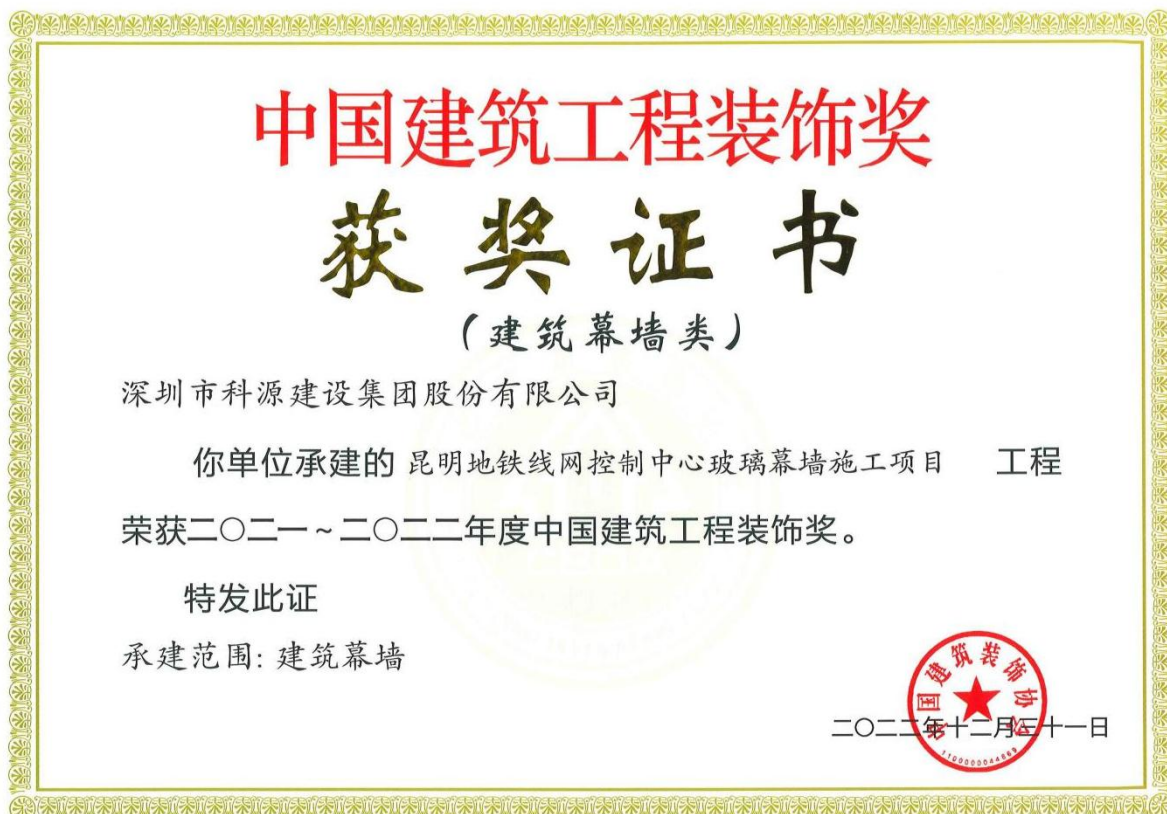 中国建筑工程装饰奖
获奖证书
（建筑幕墙类）
深圳市科源建设集团股份有限公司
你单位承建的 昆明地铁线网控制中心玻璃幕墙施工项目 工程
荣获二〇二一~二〇二二年度中国建筑工程装饰奖。
特发此证
承建范围: 建筑幕墙
中国建筑装饰协会
二〇二二年十二月三十一日